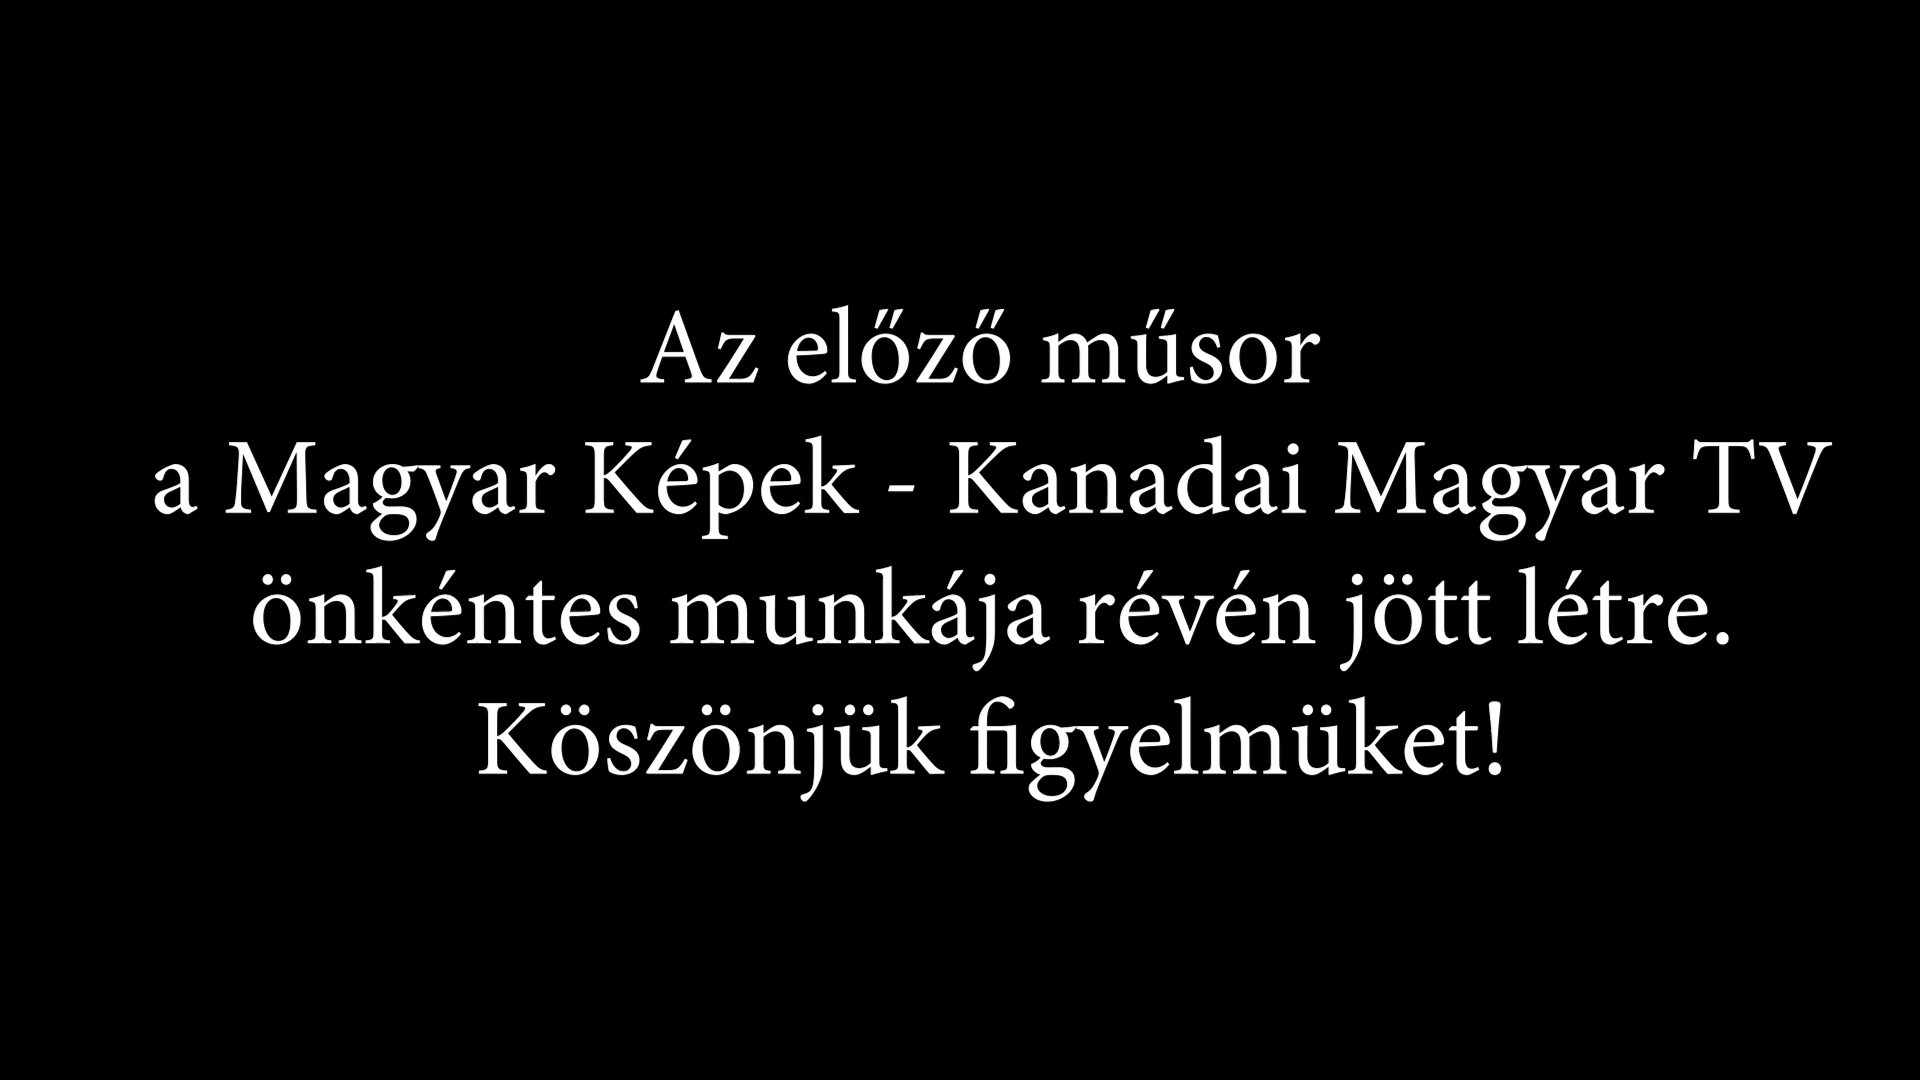 Az előző műsor
a Magyar Képek - Kanadai Magyar TV
önkéntes munkája révén jött létre.
Köszönjük figyelmüket!